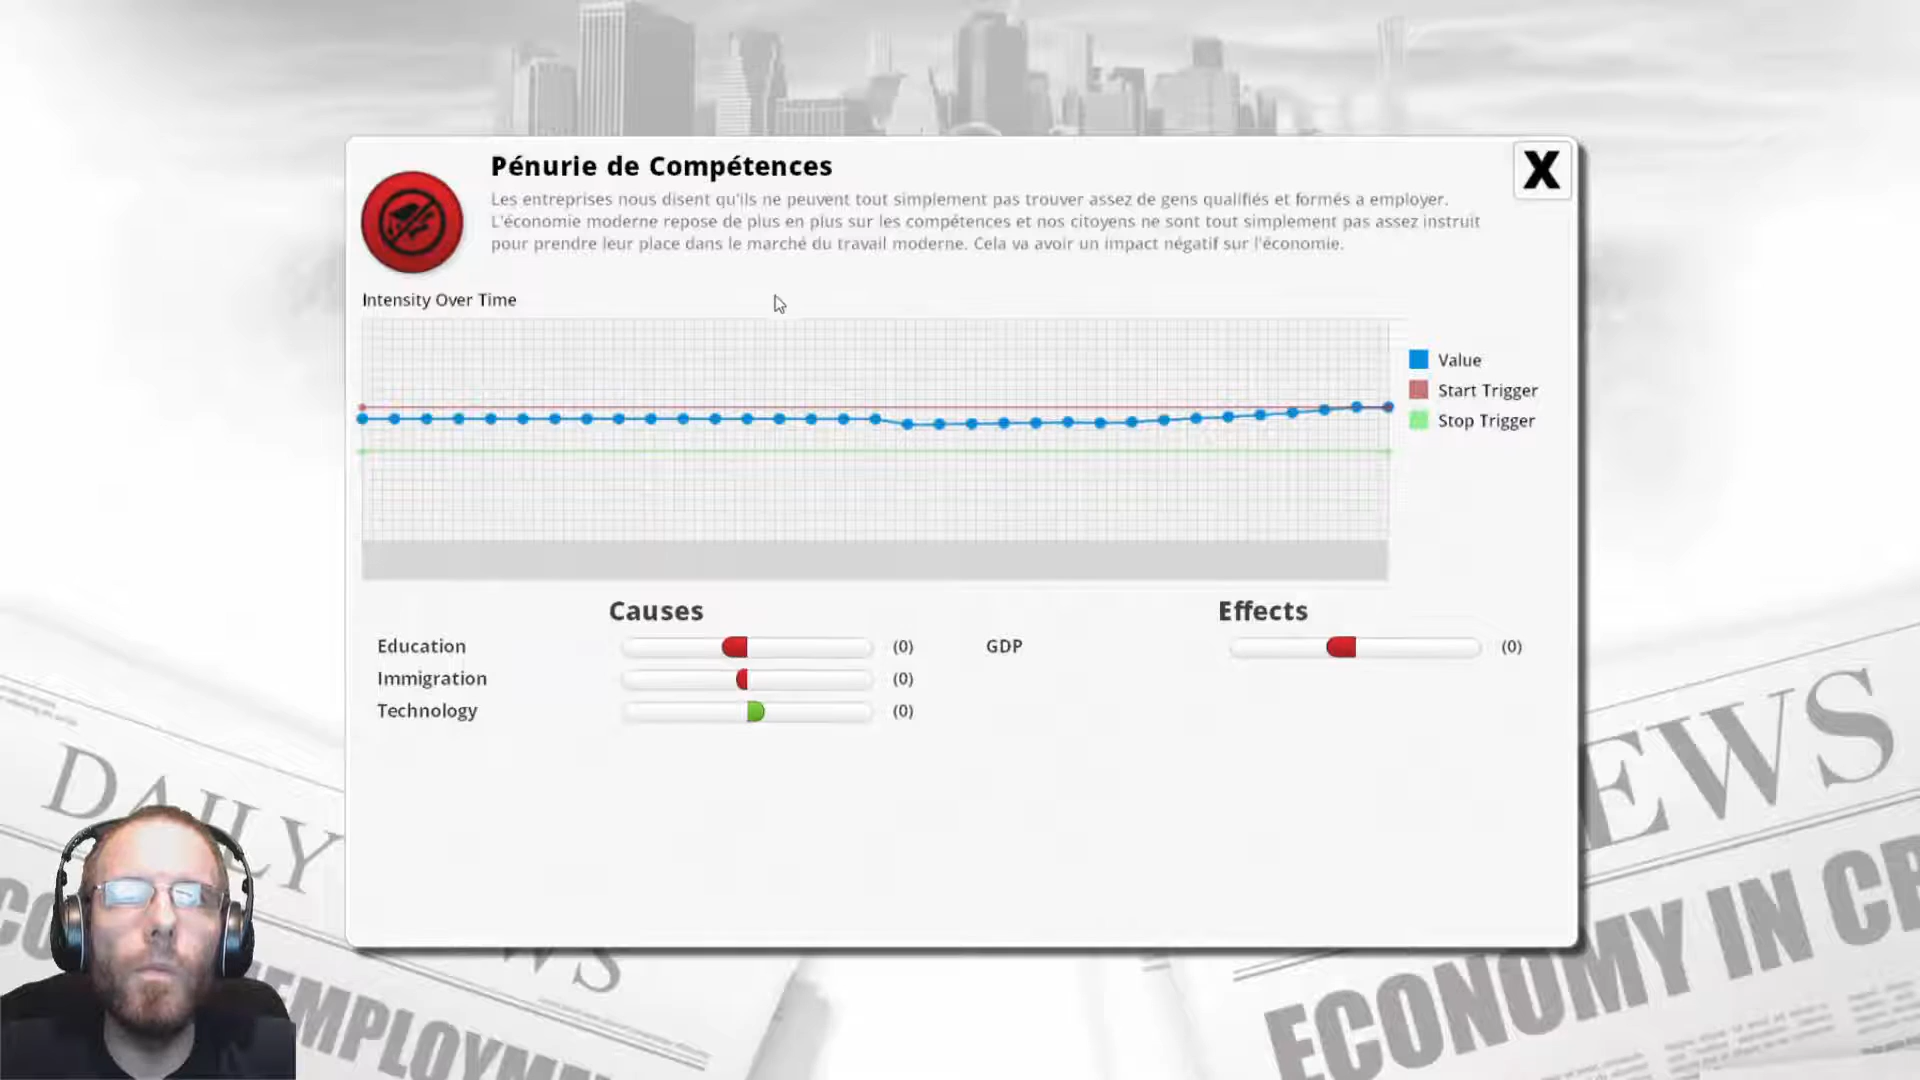 Pénurie de Compétences
X
Les entreprises nous disent qu'ils ne peuvent tout simplement pas trouver assez de gens qualifiés et formés a employer.
L'économie moderne repose de plus en plus sur les compétences et nos citoyens ne sont tout simplement pas assez instruit
pour prendre leur place dans le marché du travail moderne. Cela va avoir un impact négatif sur l'économie.
Intensity Over Time
Value
Start Trigger
Stop Trigger
Causes
Effects
Education (0) GDP (0)
Immigration (0)
Technology (0)
DAILY
EWS
WS
EMPLOYM
ECONOMY IN CR